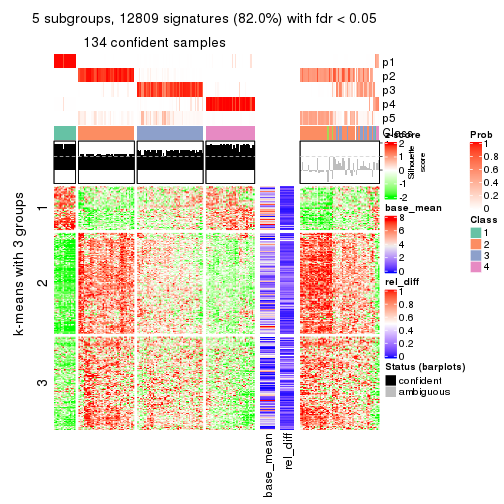 5 subgroups, 12809 signatures (82.0%) with fdr < 0.05
134 confident samples
p1
p2
p3
p4
p5
Class
Silhouette
score
k-means with 3 groups
1
2
3
base_mean
rel_diff
z-score
2
1
0
-1
-2
base_mean
8
6
4
2
0
rel_diff
1
0.8
0.6
0.4
0.2
0
Status (barplots)
confident
ambiguous
Prob
1
0.8
0.6
0.4
0.2
0
Class
1
2
3
4